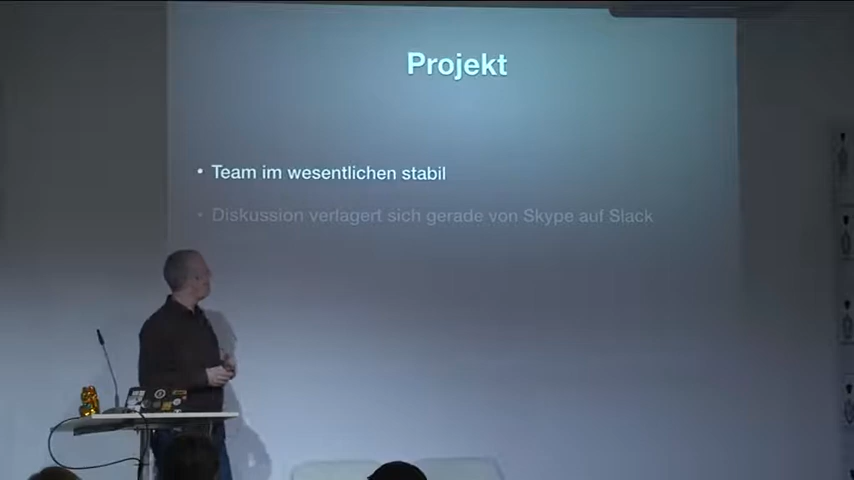 Projekt
• Team im wesentlichen stabil
• Diskussion verlagert sich gerade von Skype auf Slack